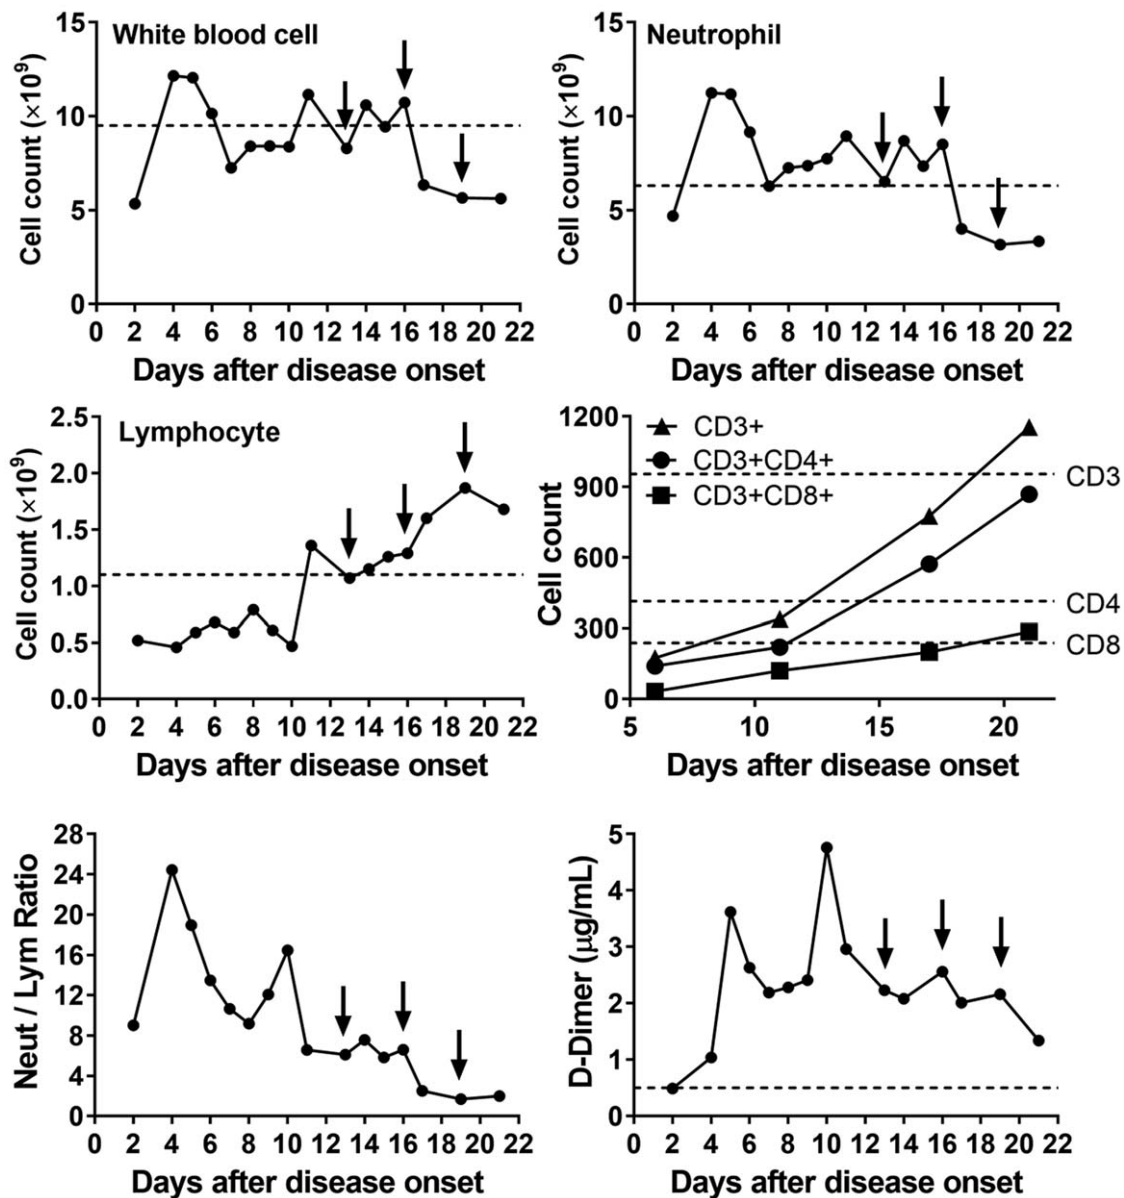 White blood cell
Cell count (×10⁹)
15
10
5
0
0 2 4 6 8 10 12 14 16 18 20 22
Days after disease onset
Neutrophil
Cell count (×10⁹)
15
10
5
0
0 2 4 6 8 10 12 14 16 18 20 22
Days after disease onset
Lymphocyte
Cell count (×10⁹)
2.5
2.0
1.5
1.0
0.5
0.0
0 2 4 6 8 10 12 14 16 18 20 22
Days after disease onset
CD3+
CD3+CD4+
CD3+CD8+
Cell count
1200
900
600
300
0
CD3
CD4
CD8
5 10 15 20
Days after disease onset
Neut / Lym Ratio
28
24
20
16
12
8
4
0
0 2 4 6 8 10 12 14 16 18 20 22
Days after disease onset
D-Dimer (μg/mL)
5
4
3
2
1
0
0 2 4 6 8 10 12 14 16 18 20 22
Days after disease onset